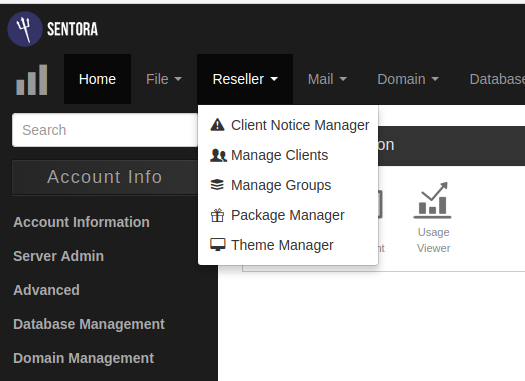 SENTORA
Home File Reseller Mail Domain
Search
Account Info
Account Information
Server Admin
Advanced
Database Management
Domain Management
Client Notice Manager
Manage Clients
Manage Groups
Package Manager
Theme Manager
Usage
Viewer